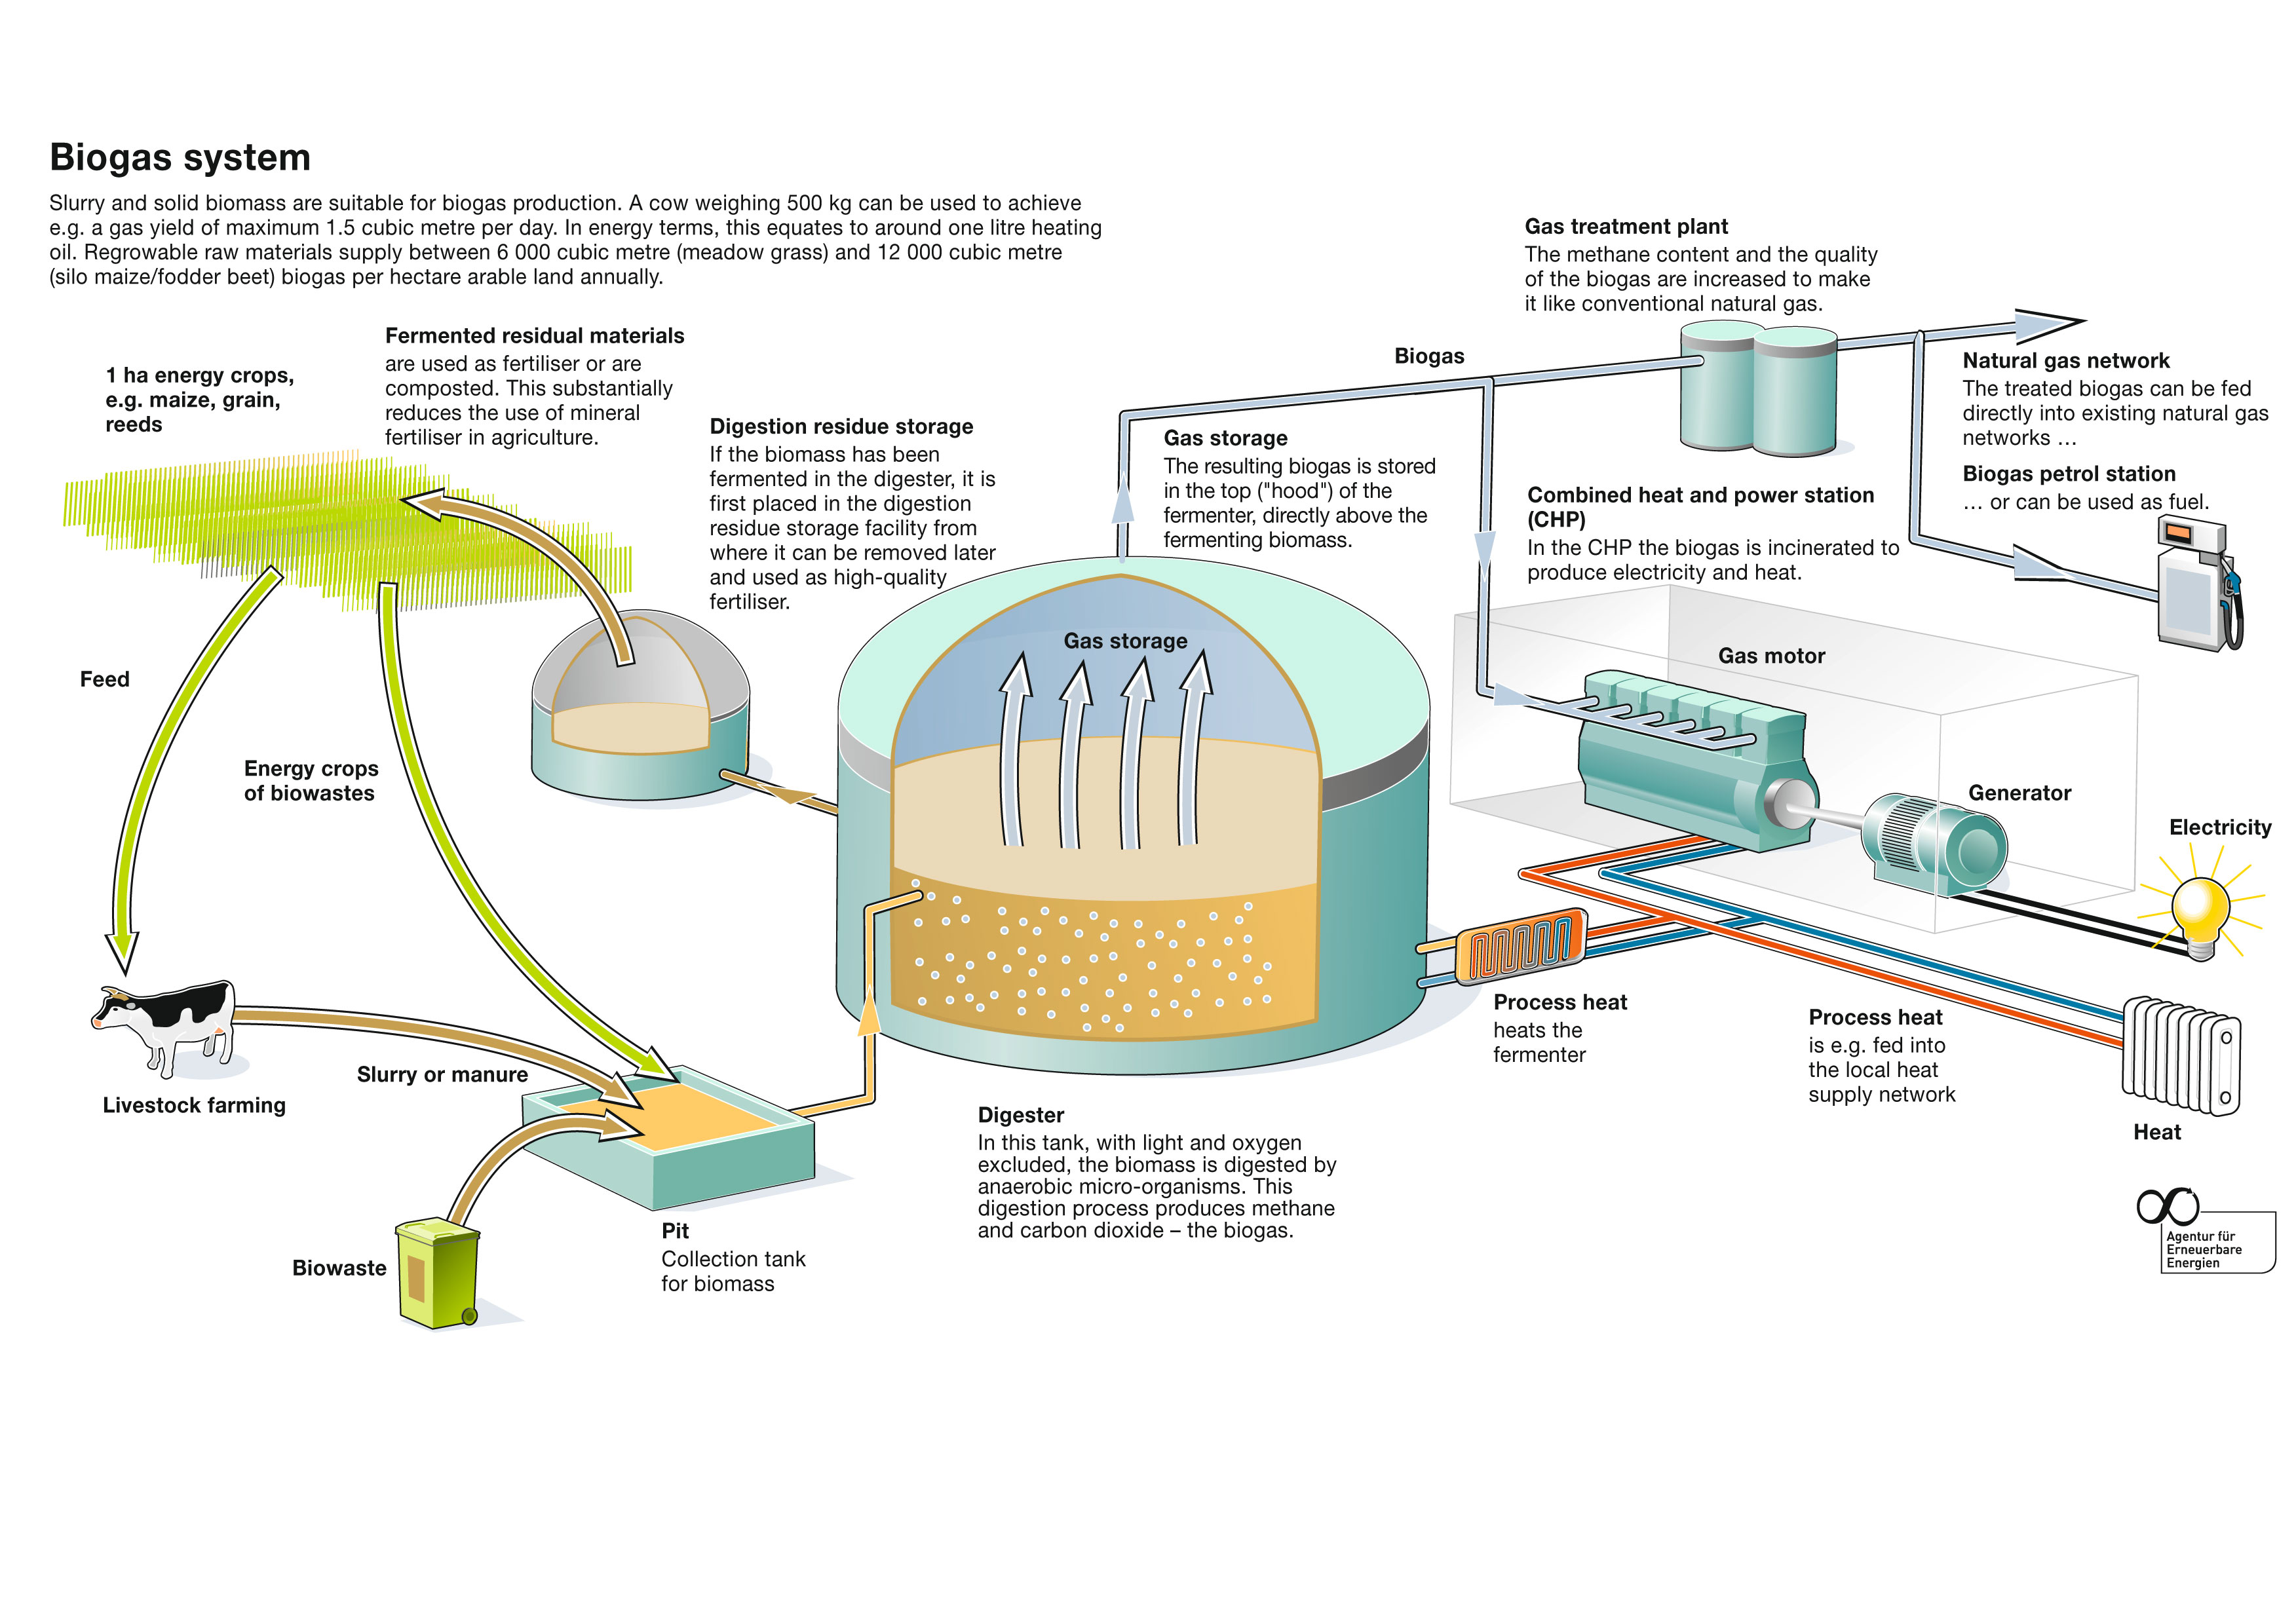 Biogas system
Slurry and solid biomass are suitable for biogas production. A cow weighing 500 kg can be used to achieve
e.g. a gas yield of maximum 1.5 cubic metre per day. In energy terms, this equates to around one litre heating
oil. Regrowable raw materials supply between 6 000 cubic metre (meadow grass) and 12 000 cubic metre
(silo maize/fodder beet) biogas per hectare arable land annually.
1 ha energy crops,
e.g. maize, grain,
reeds
Fermented residual materials
are used as fertiliser or are
composted. This substantially
reduces the use of mineral
fertiliser in agriculture.
Digestion residue storage
If the biomass has been
fermented in the digester, it is
first placed in the digestion
residue storage facility from
where it can be removed later
and used as high-quality
fertiliser.
Biogas
Gas storage
The resulting biogas is stored
in the top ("hood") of the
fermenter, directly above the
fermenting biomass.
Gas treatment plant
The methane content and the quality
of the biogas are increased to make
it like conventional natural gas.
Natural gas network
The treated biogas can be fed
directly into existing natural gas
networks …
Biogas petrol station
… or can be used as fuel.
Combined heat and power station
(CHP)
In the CHP the biogas is incinerated to
produce electricity and heat.
Gas storage
Gas motor
Generator
Electricity
Feed
Energy crops
of biowastes
Livestock farming
Slurry or manure
Biowaste
Pit
Collection tank
for biomass
Digester
In this tank, with light and oxygen
excluded, the biomass is digested by
anaerobic micro-organisms. This
digestion process produces methane
and carbon dioxide – the biogas.
Process heat
heats the
fermenter
Process heat
is e.g. fed into
the local heat
supply network
Heat
Agentur für
Erneuerbare
Energien